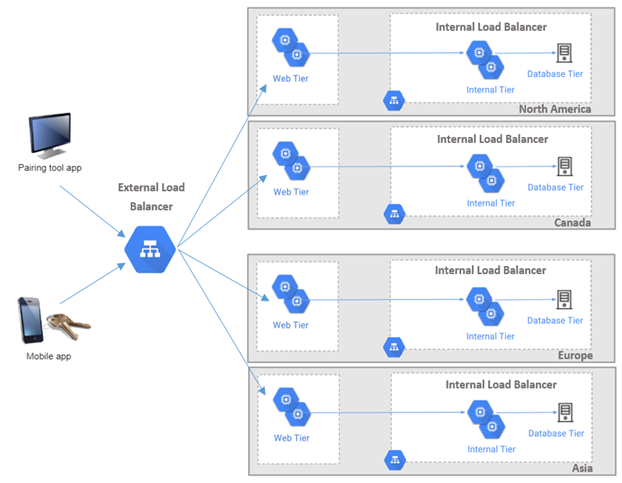 Pairing tool app
Mobile app
External Load
Balancer
Internal Load Balancer
Web Tier
Internal Tier
Database Tier
North America
Internal Load Balancer
Web Tier
Internal Tier
Database Tier
Canada
Internal Load Balancer
Web Tier
Internal Tier
Database Tier
Europe
Internal Load Balancer
Web Tier
Internal Tier
Database Tier
Asia